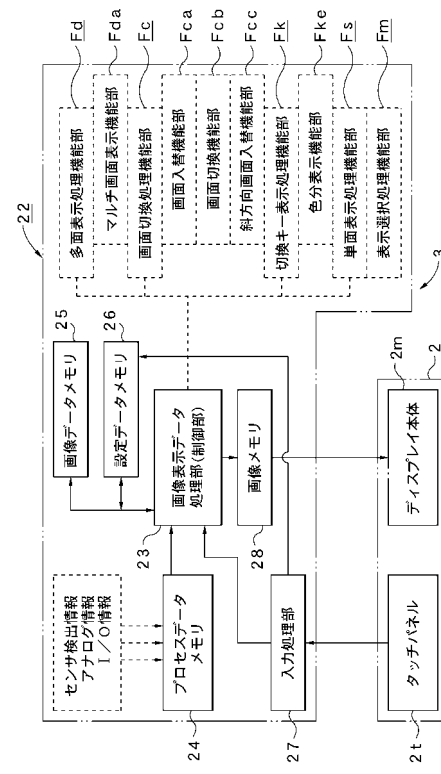 22
センサ検出情報
アナログ情報
I/O情報
24
プロセスデータ
メモリ
23
画像表示データ
処理部(制御部)
25
画像データメモリ
26
設定データメモリ
27
入力処理部
28
画像メモリ
多面表示処理機能部
Fd
マルチ画面表示機能部
Fda
画面切換処理機能部
Fc
画面入替機能部
Fca
画面切換機能部
Fcb
斜方向画面入替機能部
Fcc
切換キー表示処理機能部
Fk
色分表示機能部
Fke
単面表示処理機能部
Fs
表示選択処理機能部
Fm
3
2t
タッチパネル
ディスプレイ本体
2m
2